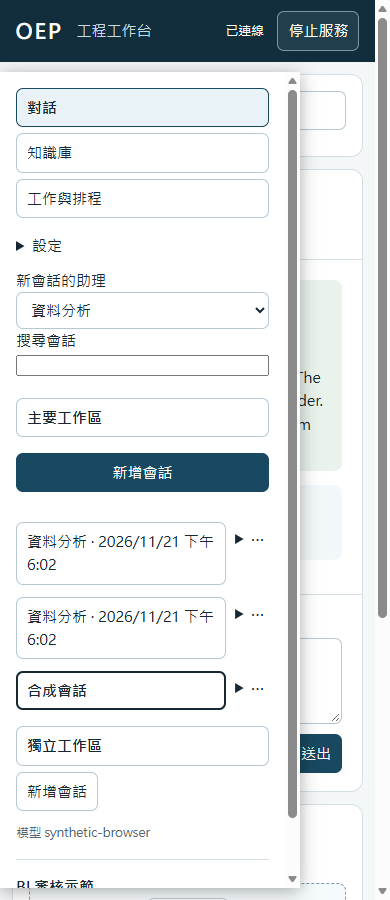 OEP 工程工作台 已連線 停止服務
對話
知識庫
工作與排程
▶ 設定
新會話的助理
資料分析
搜尋會話
主要工作區
新增會話
資料分析 · 2026/11/21 下午
6:02
▶ ...
資料分析 · 2026/11/21 下午
6:02
▶ ...
合成會話
▶ ...
獨立工作區
新增會話
模型 synthetic-browser
The
der.
m
送出